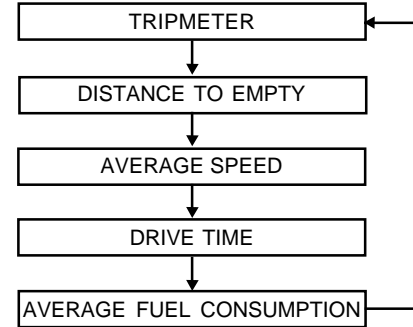 TRIPMETER
DISTANCE TO EMPTY
AVERAGE SPEED
DRIVE TIME
AVERAGE FUEL CONSUMPTION